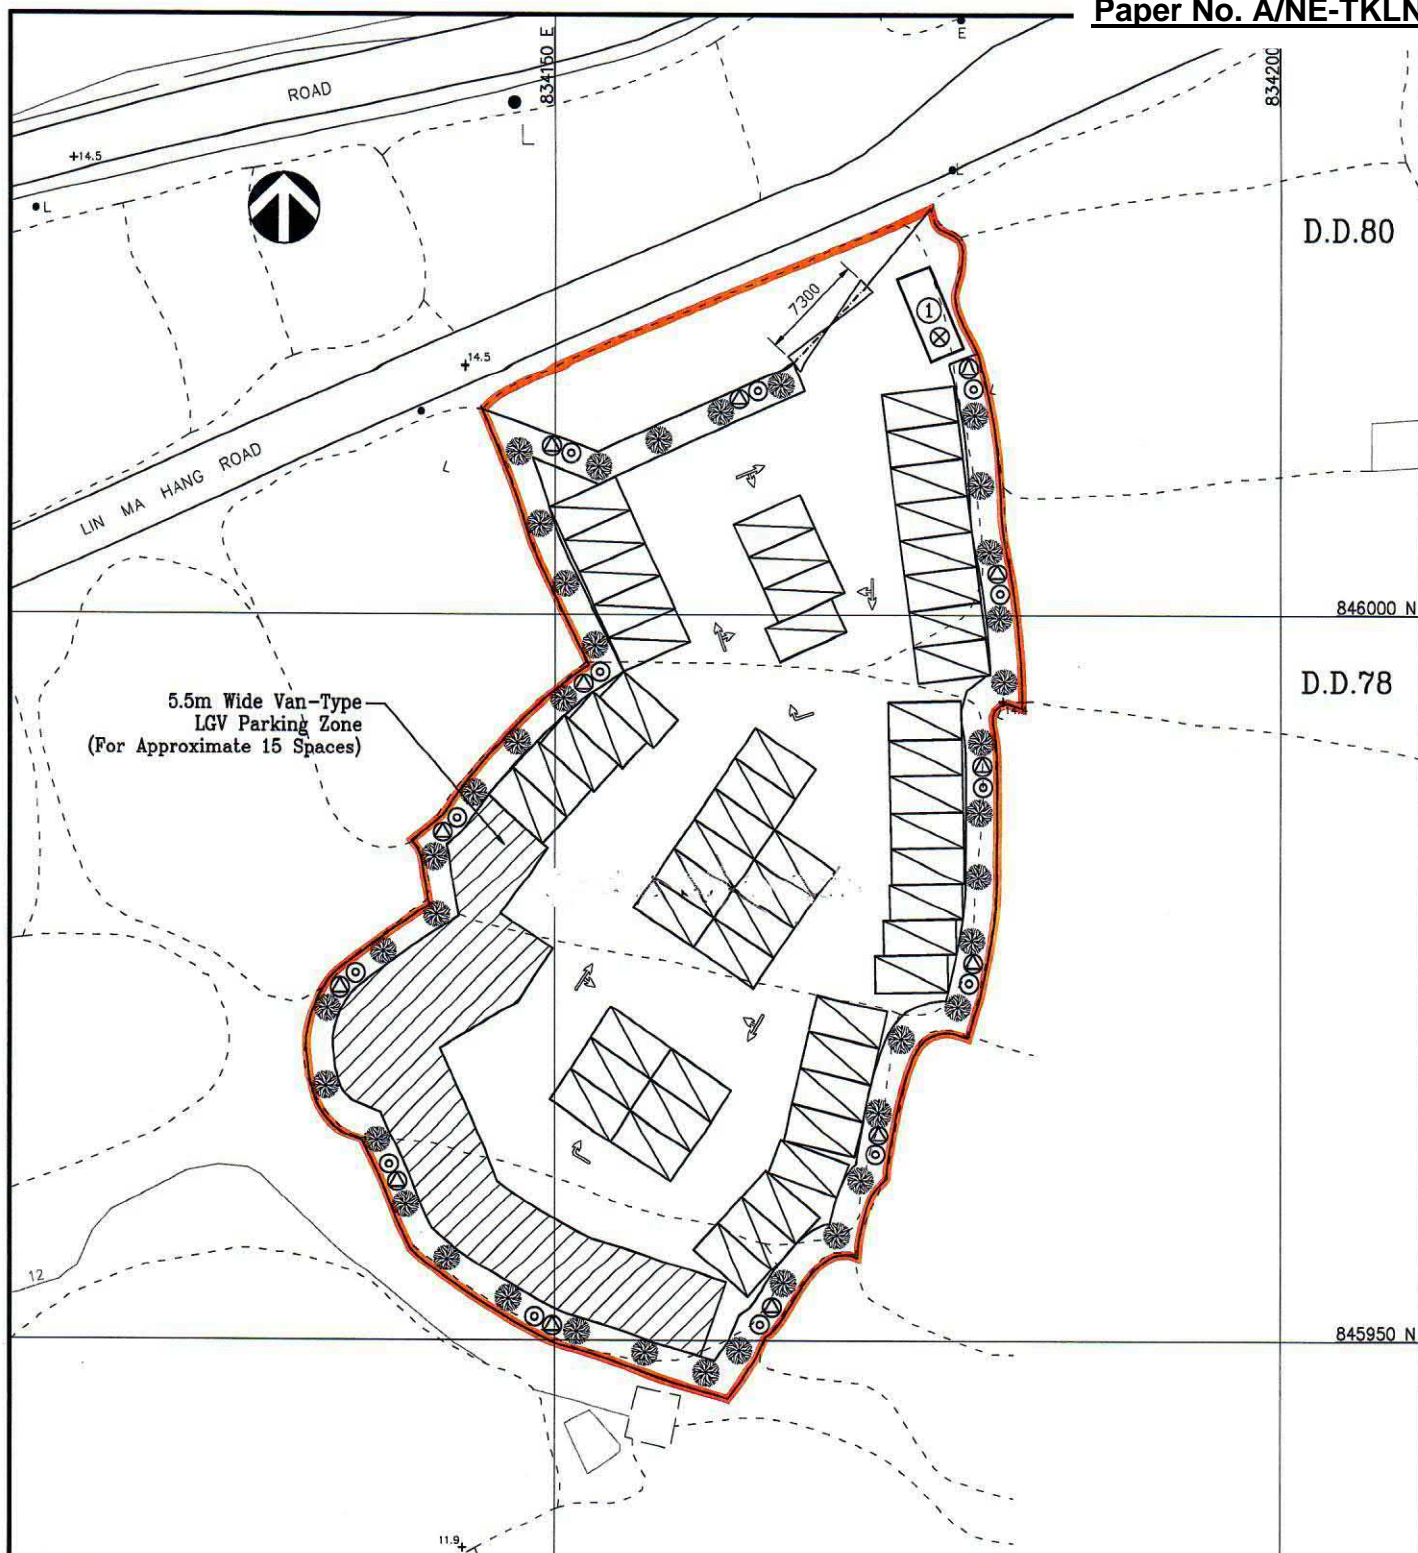 Paper No. A/NE-TKLN
E
834150 E
834200
ROAD
L
+14.5
L
L
D.D.80
7300
1
+14.5
LIN MA HANG ROAD
846000 N
D.D.78
5.5m Wide Van-Type
LGV Parking Zone
(For Approximate 15 Spaces)
12
845950 N
11.9+